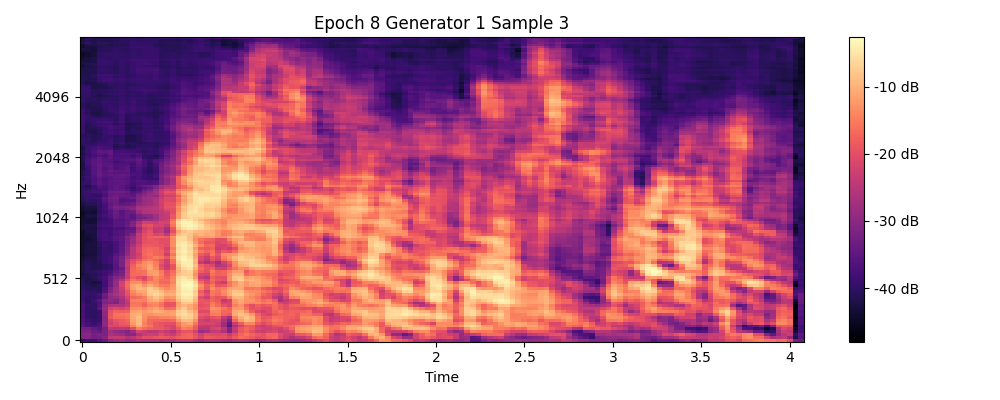 Epoch 8 Generator 1 Sample 3
Hz
4096
2048
1024
512
0
0 0.5 1 1.5 2 2.5 3 3.5 4
Time
-10 dB
-20 dB
-30 dB
-40 dB